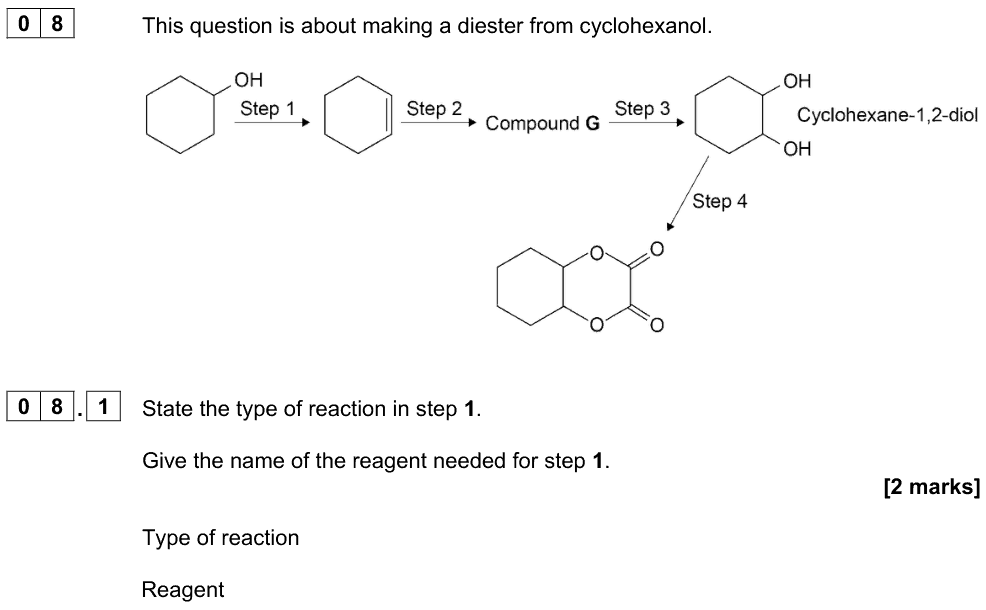 0 8 This question is about making a diester from cyclohexanol.
OH
Step 1
Step 2
Compound G
Step 3
OH
Cyclohexane-1,2-diol
OH
Step 4
O
O
O
O
0 8 . 1 State the type of reaction in step 1.
Give the name of the reagent needed for step 1.
[2 marks]
Type of reaction
Reagent